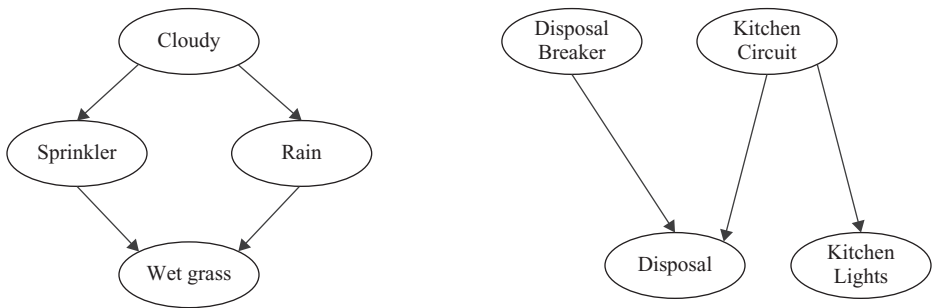 Cloudy
Sprinkler
Rain
Wet grass
Disposal
Breaker
Kitchen
Circuit
Disposal
Kitchen
Lights